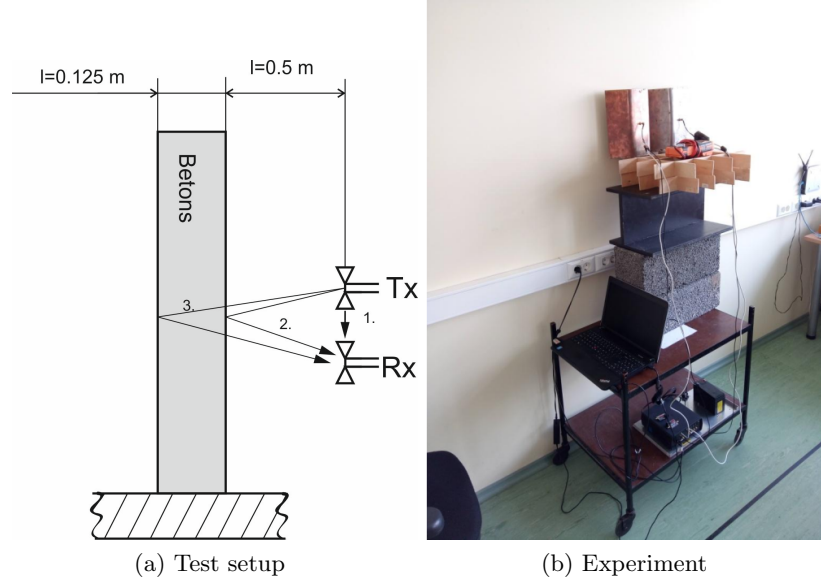 l=0.125 m
l=0.5 m
Betons
Tx
3.
2.
1.
Rx
(a) Test setup
(b) Experiment